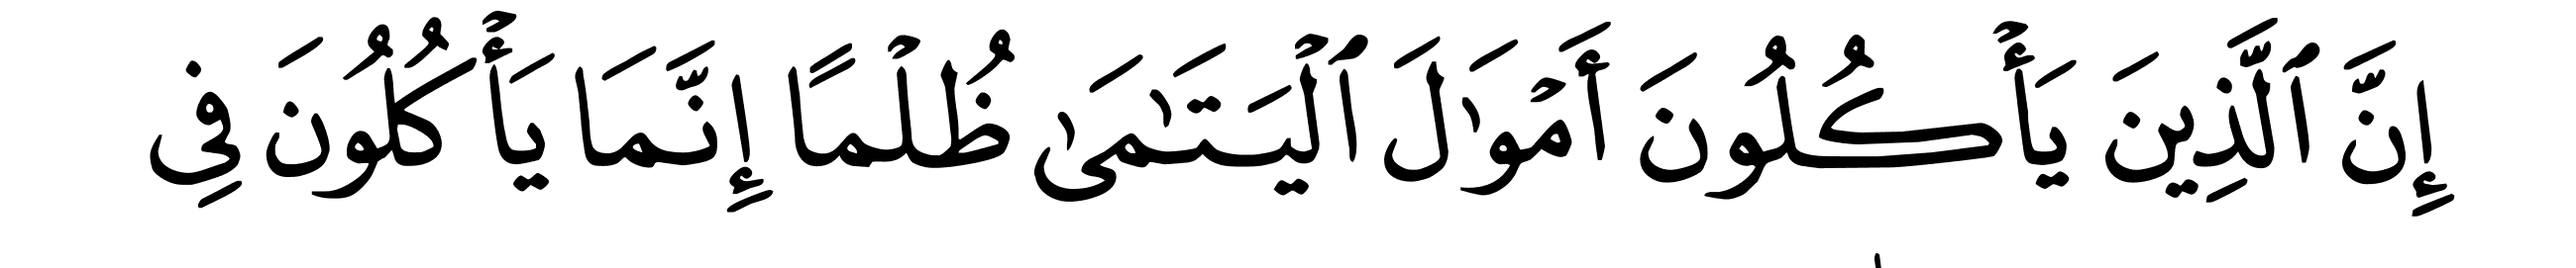 إِنَّ ٱلَّذِينَ يَأۡكُلُونَ أَمۡوَٰلَ ٱلۡيَتَٰمَىٰ ظُلۡمًا إِنَّمَا يَأۡكُلُونَ فِي